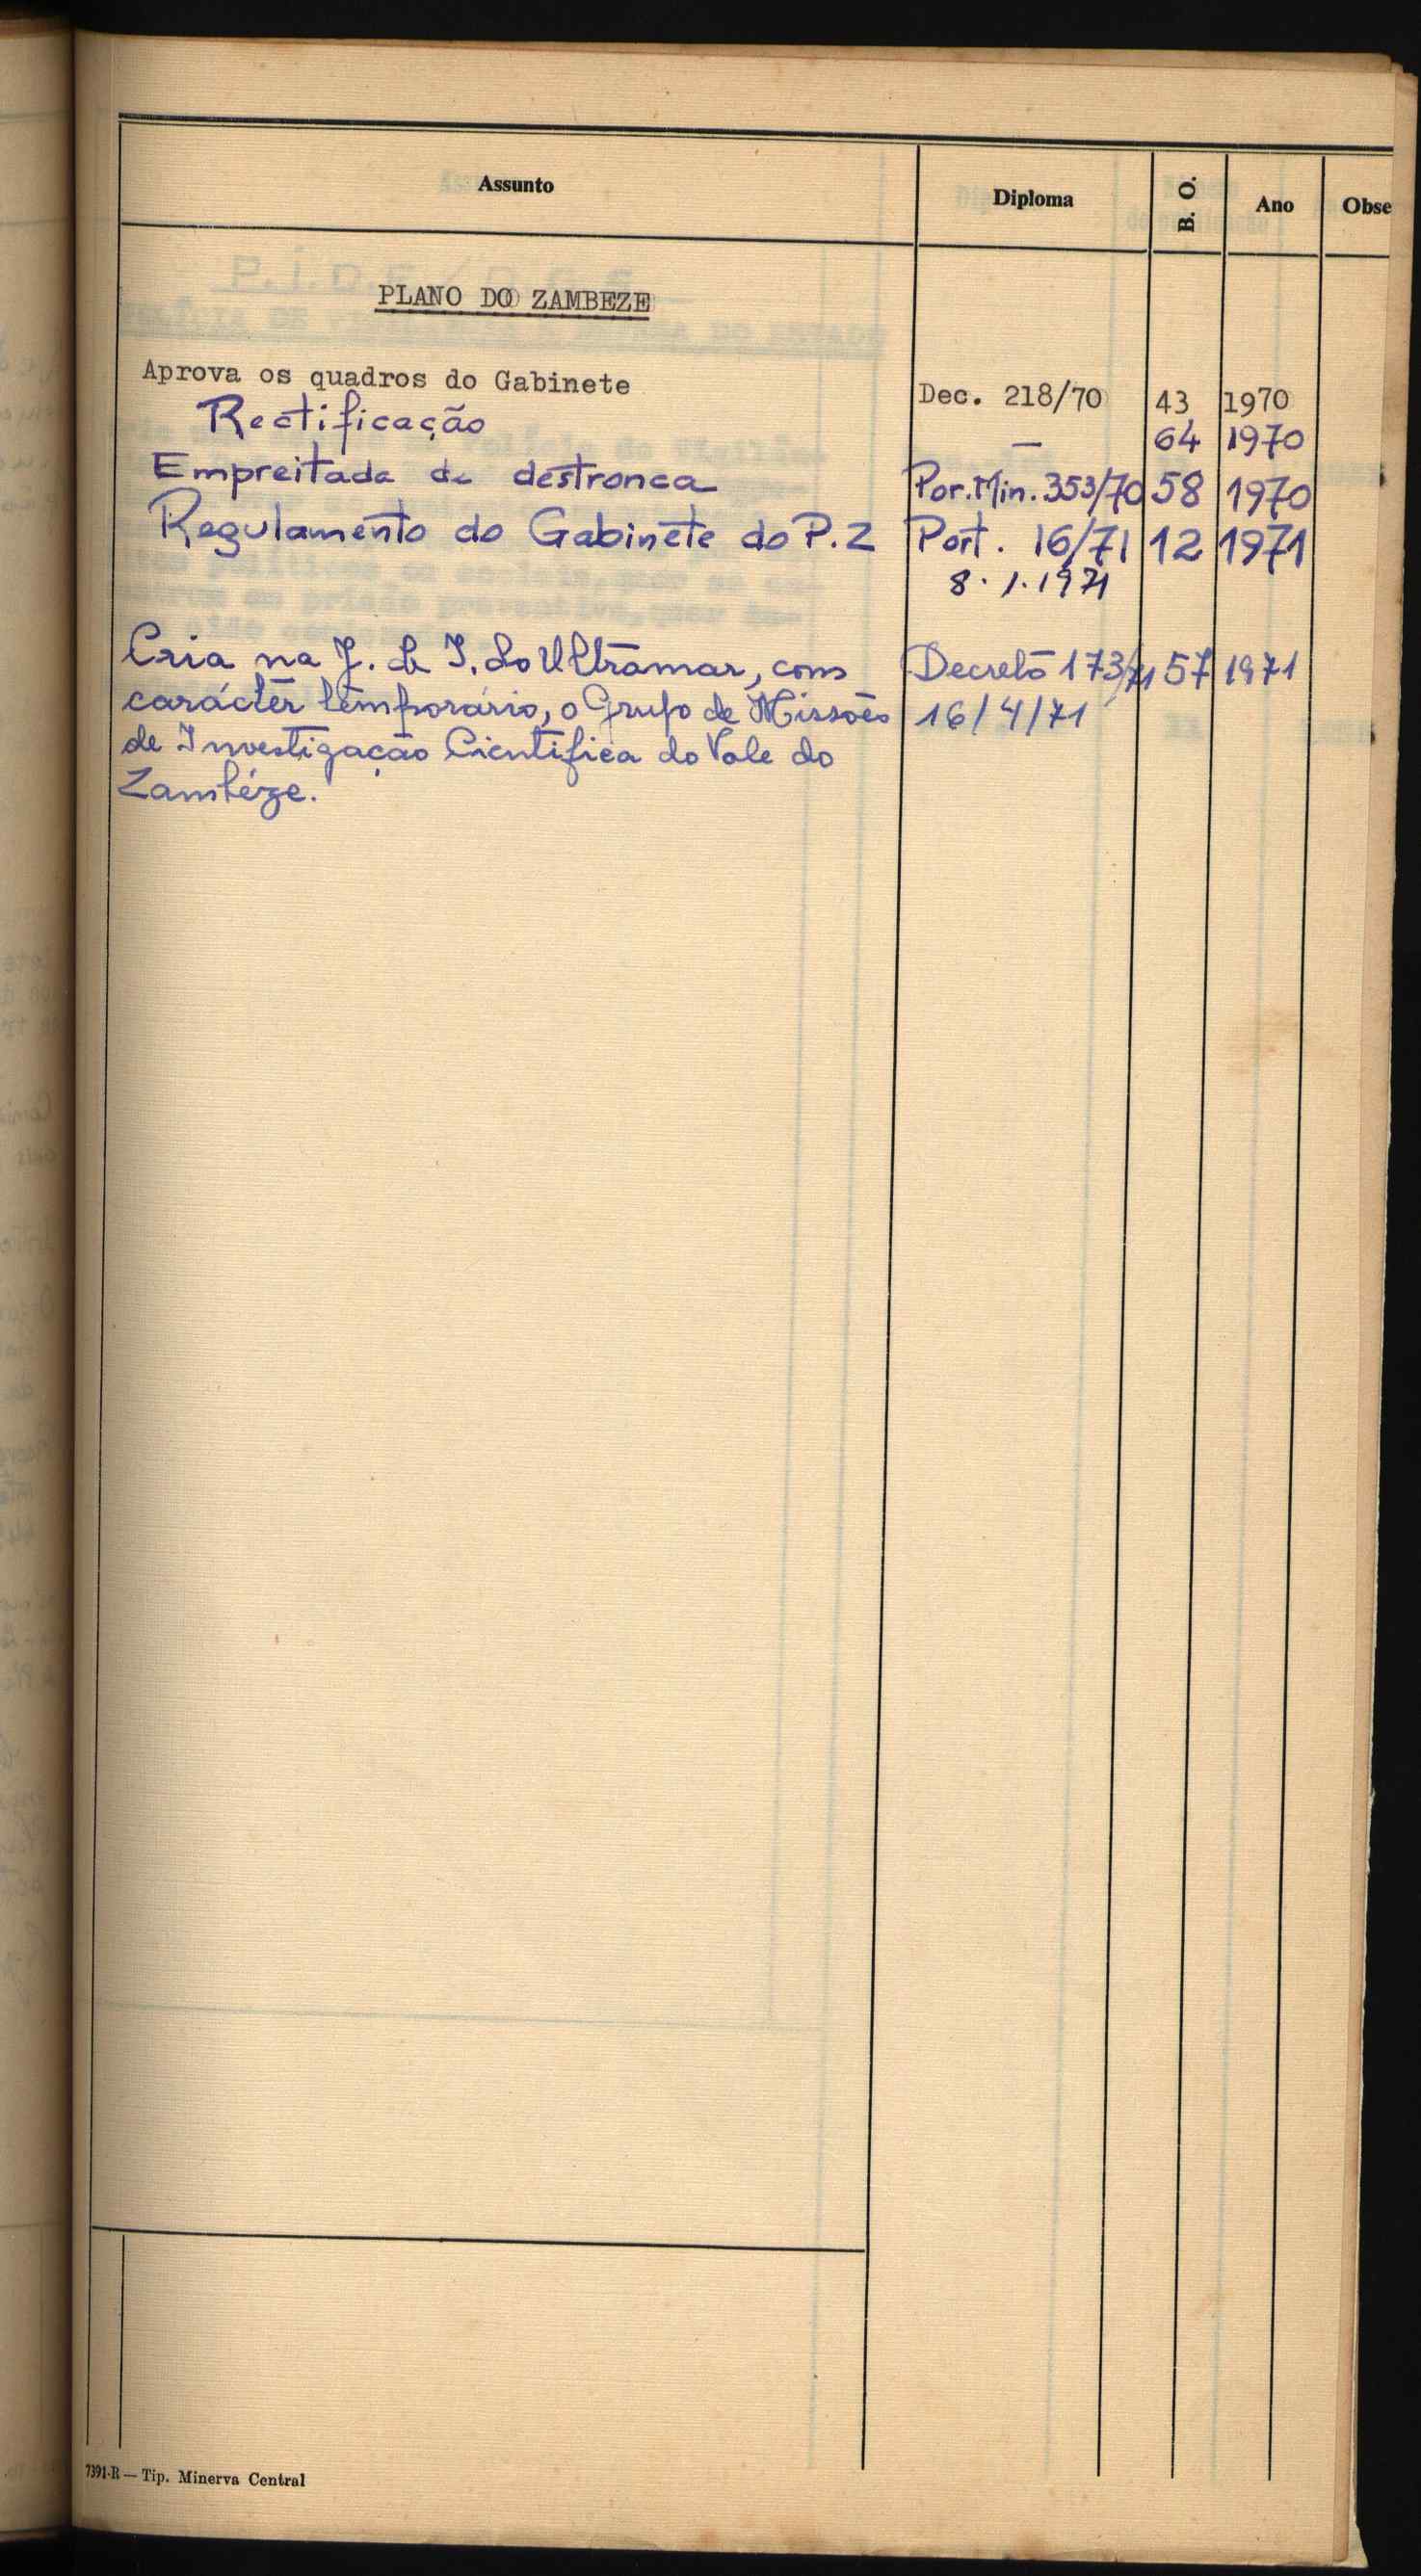 Assunto Diploma B. O. Ano Obse
PLANO DO ZAMBEZE
Aprova os quadros do Gabinete Dec. 218/70 43 1970
Rectificação — 64 1970
Empreitada de destronca Por. Min. 353/70 58 1970
Regulamento do Gabinete do P. Z Port. 16/71 12 1971
8. 1. 1971
Cria na J. de I. do Ultramar, com Decreto 173/71 57 1971
carácter temporário, o Grupo de Missões 16/4/71
de Investigação Científica do Vale do
Zambéze.
7391-R — Tip. Minerva Central